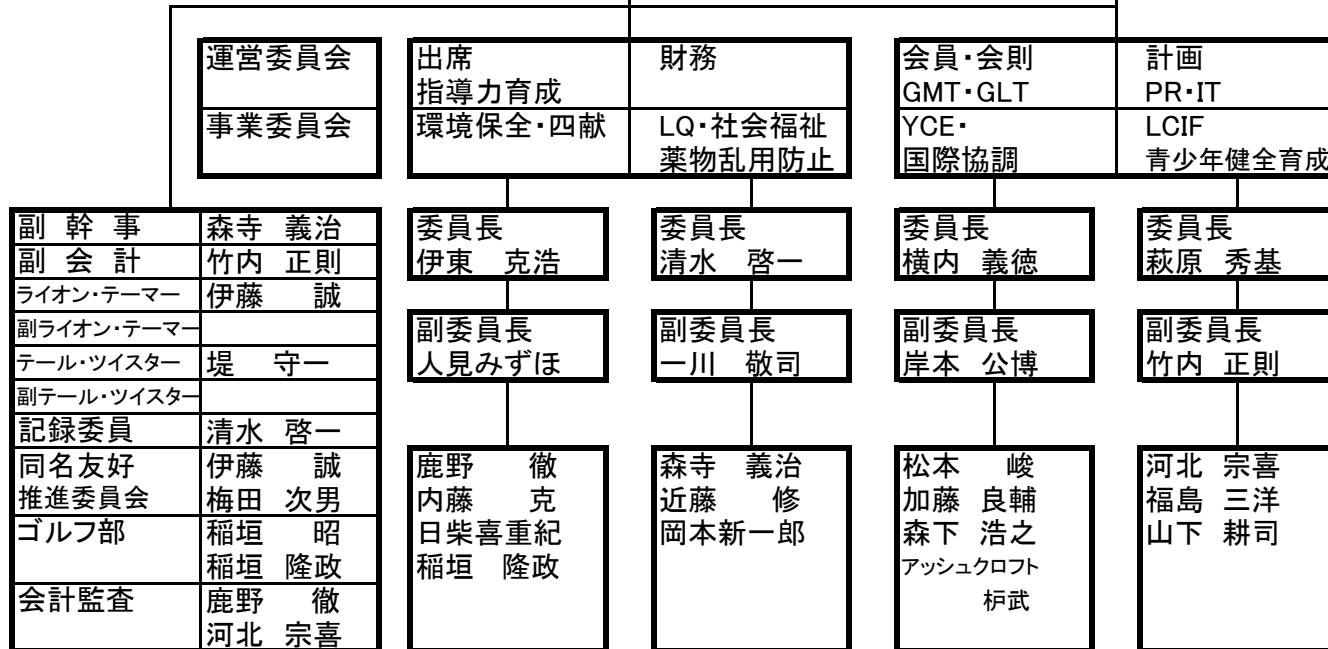 運営委員会
出席
財務
会員・会則
計画
指導力育成
GMT・GLT
PR・IT
事業委員会
環境保全・四献
LQ・社会福祉
YCE・
LCIF
薬物乱用防止
国際協調
青少年健全育成
副 幹 事 森寺 義治
副 会 計 竹内 正則
ライオン・テーマー 伊藤 誠
副ライオン・テーマー
テール・ツイスター 堤 守一
副テール・ツイスター
記録委員 清水 啓一
同名友好 伊藤 誠
推進委員会 梅田 次男
ゴルフ部 稲垣 昭
稲垣 隆政
会計監査 鹿野 徹
河北 宗喜
委員長
伊東 克浩
副委員長
人見みずほ
鹿野 徹
内藤 克
日柴喜重紀
稲垣 隆政
委員長
清水 啓一
副委員長
一川 敬司
森寺 義治
近藤 修
岡本新一郎
委員長
横内 義徳
副委員長
岸本 公博
松本 峻
加藤 良輔
森下 浩之
アッシュクロフト
枦武
委員長
萩原 秀基
副委員長
竹内 正則
河北 宗喜
福島 三洋
山下 耕司